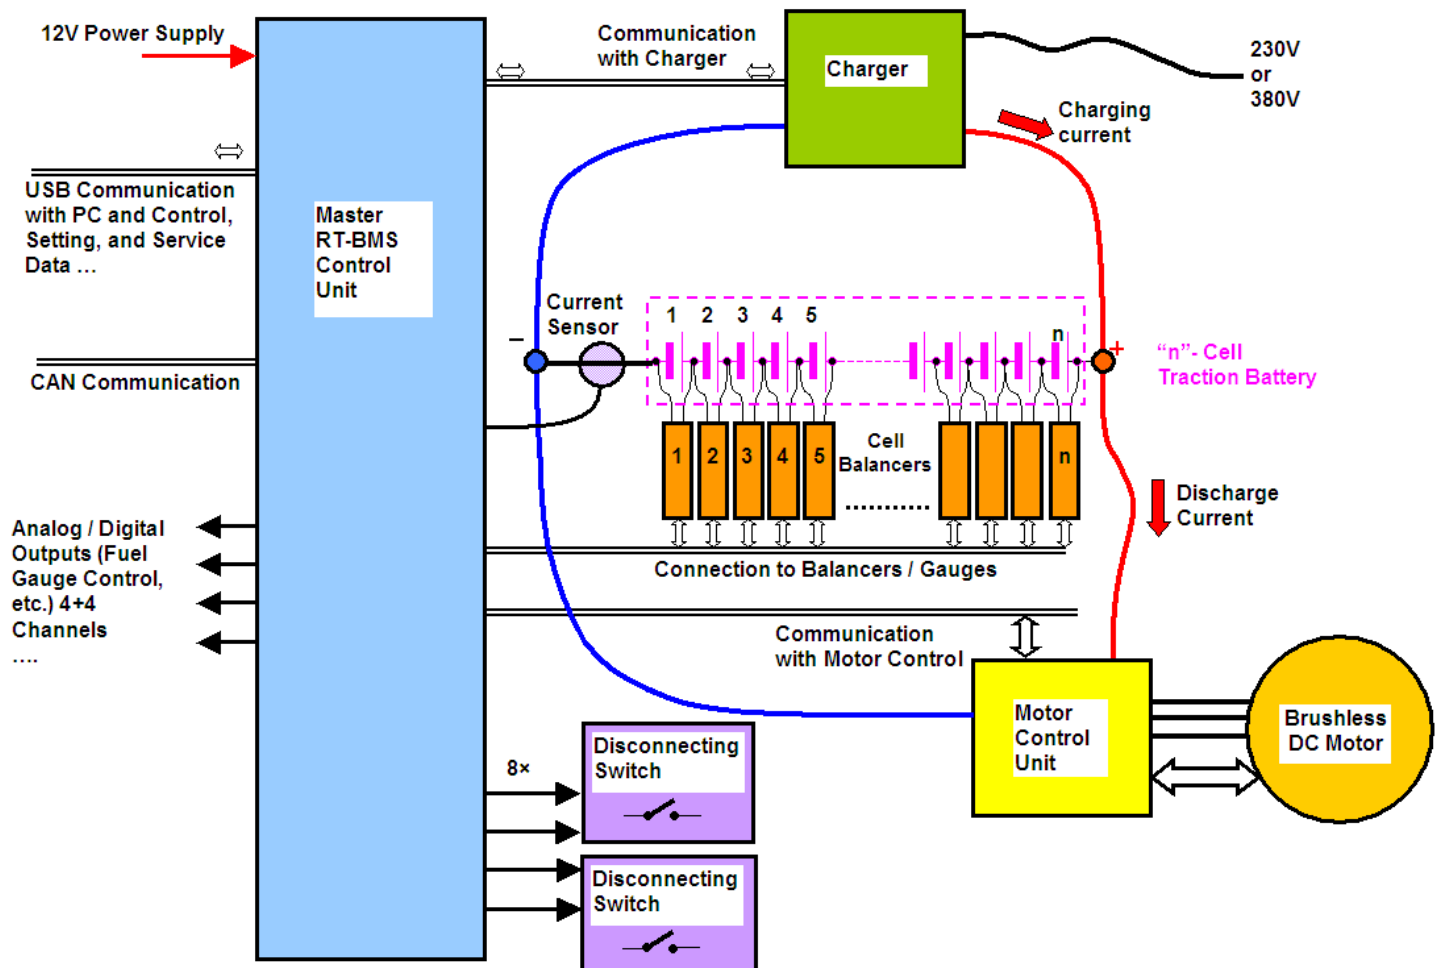 12V Power Supply
Communication
with Charger
Charger
230V
or
380V
Charging
current
USB Communication
with PC and Control,
Setting, and Service
Data ...
Master
RT-BMS
Control
Unit
Current
Sensor
1 2 3 4 5
n
–
+
"n"- Cell
Traction Battery
CAN Communication
1 2 3 4 5
Cell
Balancers
............
n
Discharge
Current
Analog / Digital
Outputs (Fuel
Gauge Control,
etc.) 4+4
Channels
....
Connection to Balancers / Gauges
Communication
with Motor Control
Motor
Control
Unit
Brushless
DC Motor
8×
Disconnecting
Switch
Disconnecting
Switch